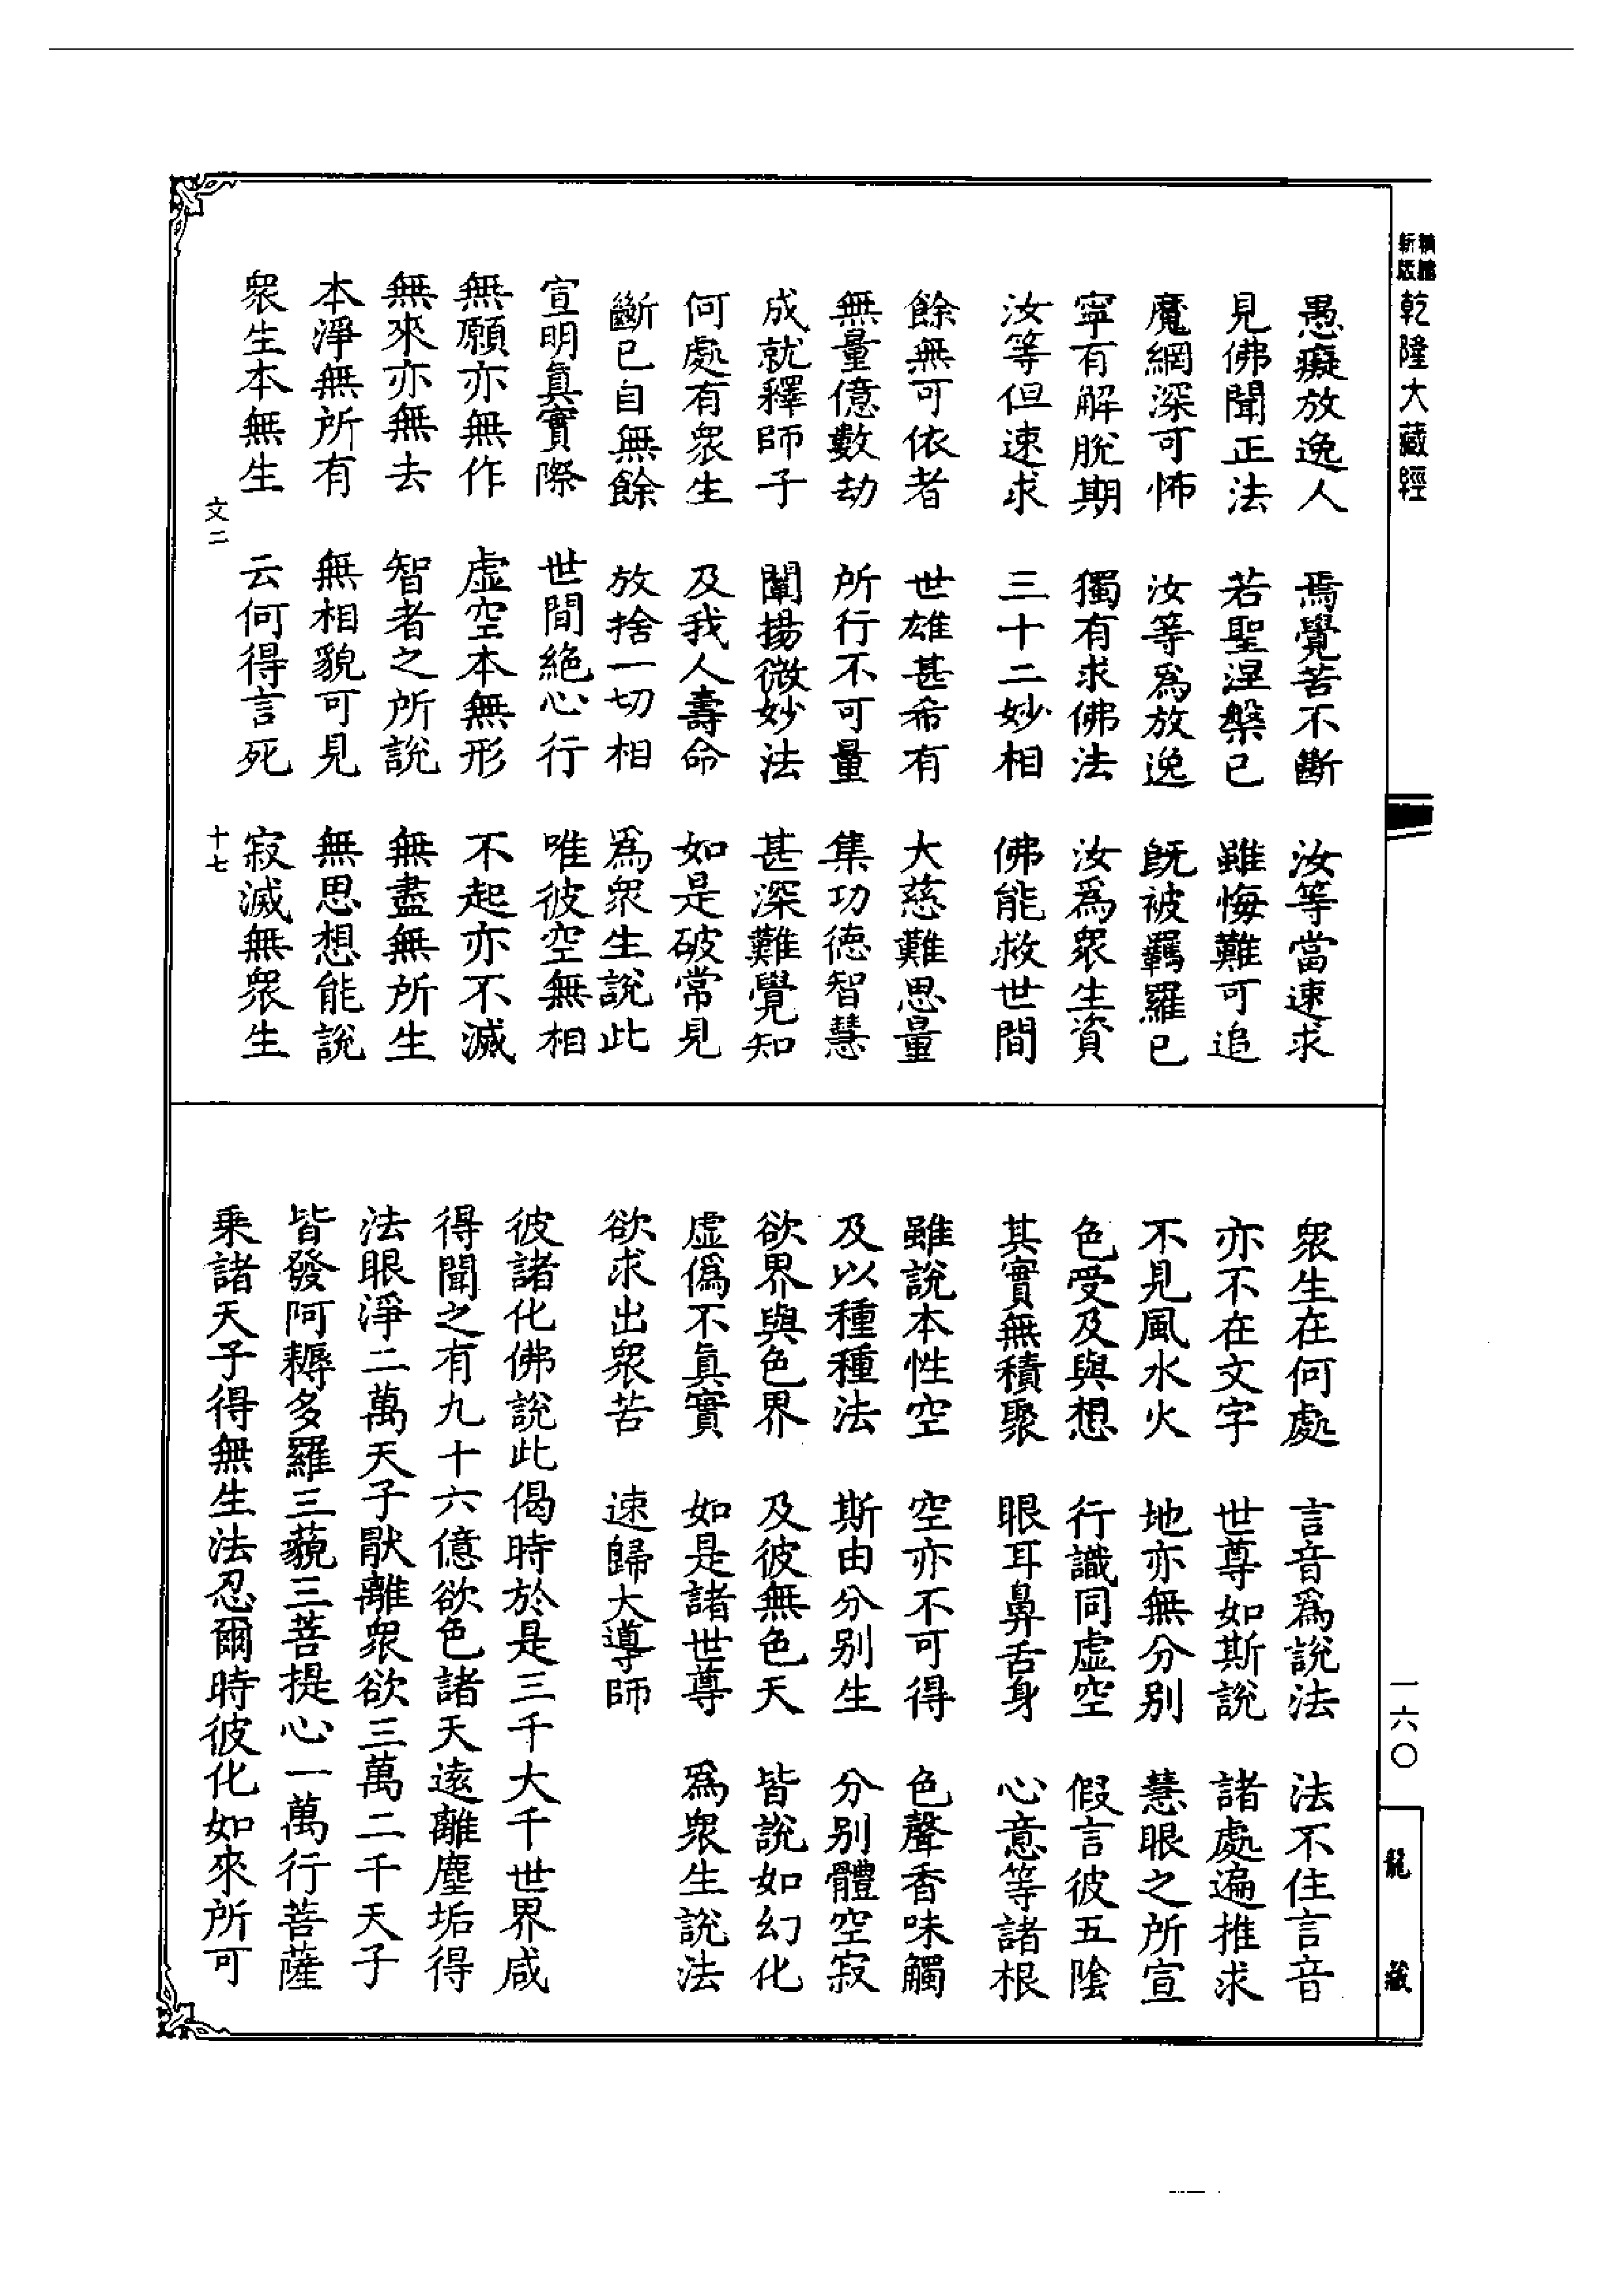 新版
乾隆大藏經
愚癡放逸人　焉覺苦不斷　汝等當速求
見佛聞正法　若聖涅槃已　雖悔難可追
魔網深可怖　汝等爲放逸　旣被羈羅已
寧有解脫期　獨有求佛法　汝爲衆生資
汝等但速求　三十二妙相　佛能救世間
餘無可依者　世雄甚希有　大慈難思量
無量億數劫　所行不可量　集功德智慧
成就釋師子　闡揚微妙法　甚深難覺知
何處有衆生　及我人壽命　如是破常見
斷已自無餘　放捨一切相　爲衆生說此
宣明真實際　世間絕心行　唯彼空無相
無願亦無作　虛空本無形　不起亦不滅
無來亦無去　智者之所說　無盡無所生
本淨無所有　無相貌可見　無思想能說
衆生本無生　云何得言死　寂滅無衆生
文二　十七
衆生在何處　言音爲說法　法不住言音
亦不在文字　世尊如斯說　諸處遍推求
不見風水火　地亦無分别　慧眼之所宣
色受及與想　行識同虛空　假言彼五陰
其實無積聚　眼耳鼻舌身　心意等諸根
雖說本性空　空亦不可得　色聲香味觸
及以種種法　斯由分别生　分别體空寂
欲界與色界　及彼無色天　皆說如幻化
虛僞不眞實　如是諸世尊　爲衆生說法
欲求出衆苦　速歸大導師
彼諸化佛說此偈時於是三千大千世界咸
得聞之有九十六億欲色諸天遠離塵垢得
法眼淨二萬天子猒離衆欲三萬二千天子
皆發阿耨多羅三藐三菩提心一萬行菩薩
乘諸天子得無生法忍爾時彼化如來所可
一六〇
龍藏